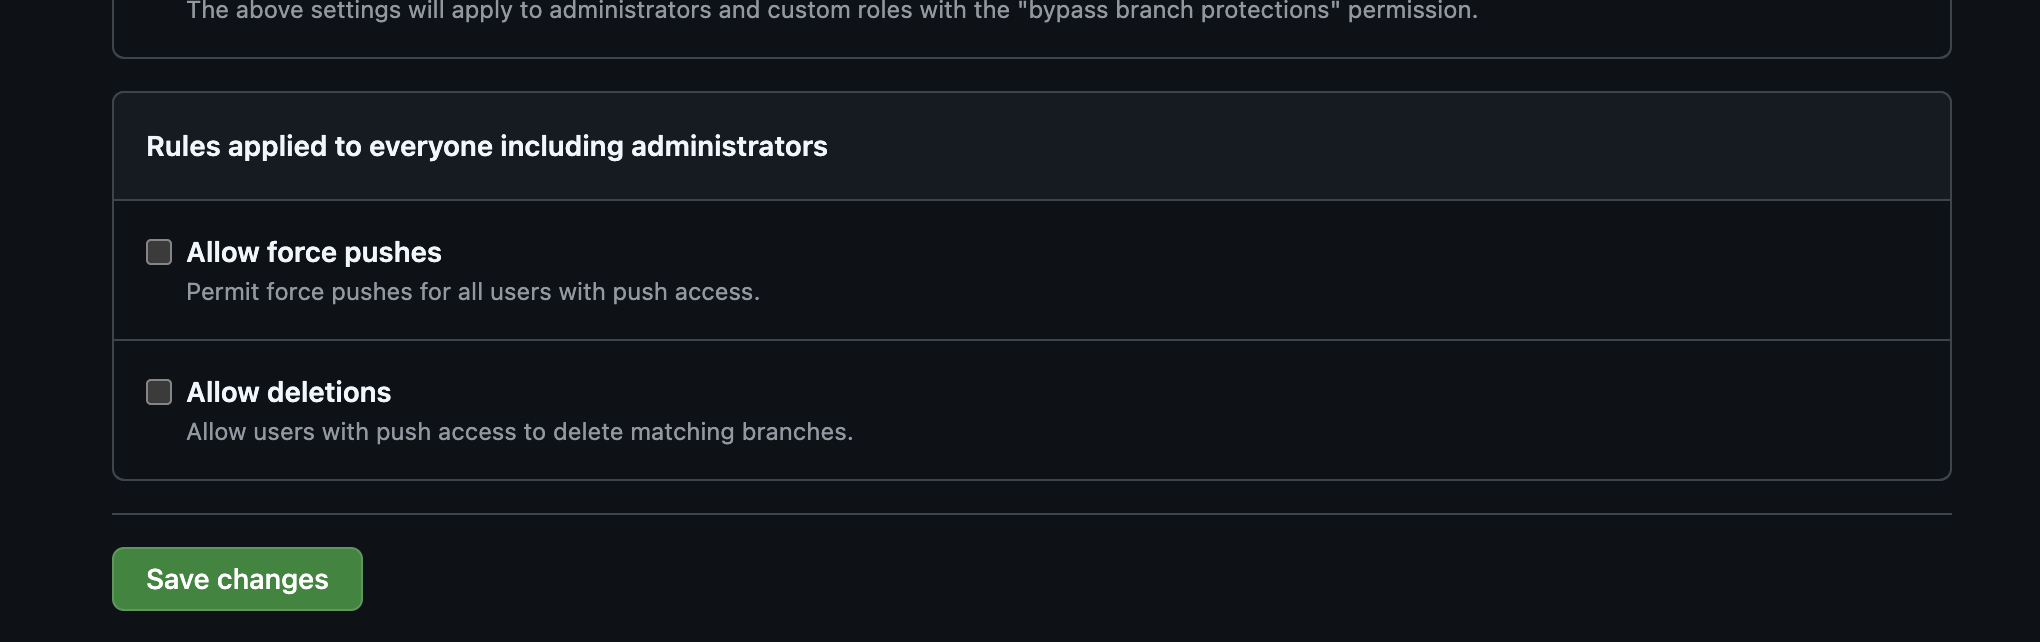 The above settings will apply to administrators and custom roles with the "bypass branch protections" permission.
Rules applied to everyone including administrators
Allow force pushes
Permit force pushes for all users with push access.
Allow deletions
Allow users with push access to delete matching branches.
Save changes